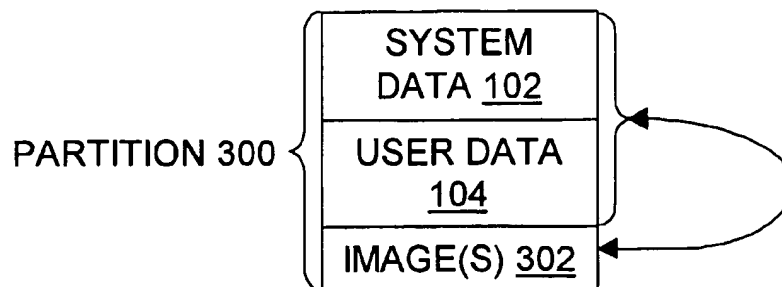 SYSTEM
DATA 102
PARTITION 300
USER DATA
104
IMAGE(S) 302